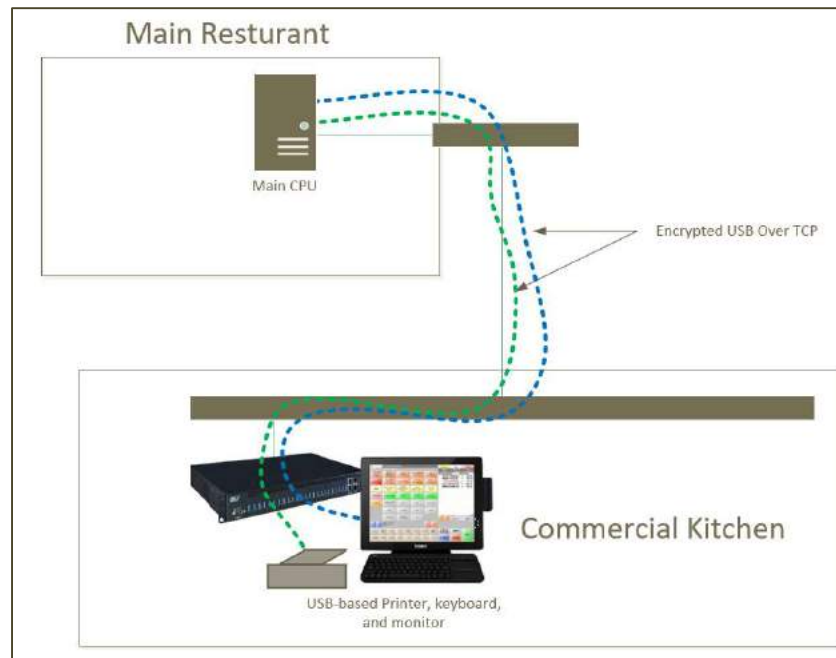 Main Resturant
Main CPU
Encrypted USB Over TCP
Commercial Kitchen
USB-based Printer, keyboard,
and monitor